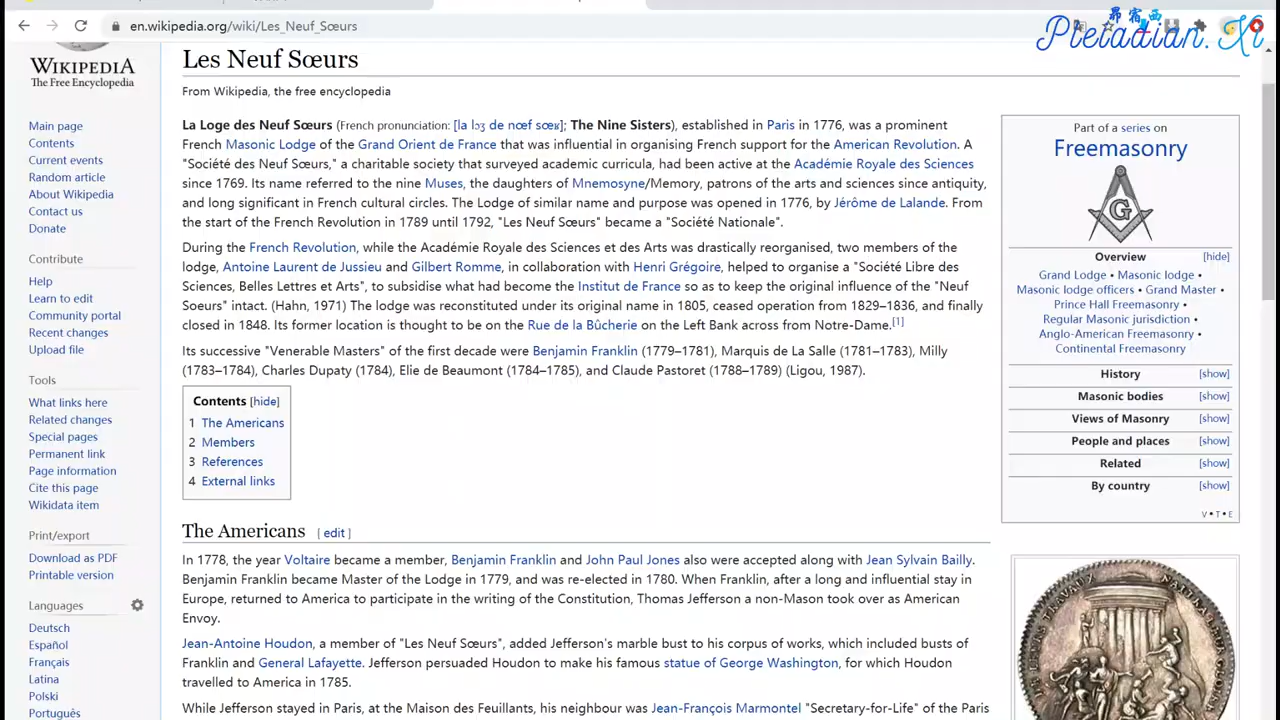 en.wikipedia.org/wiki/Les_Neuf_Sœurs
昴宿西
Pleiadian.Xi
WIKIPEDIA
The Free Encyclopedia
Main page
Contents
Current events
Random article
About Wikipedia
Contact us
Donate
Contribute
Help
Learn to edit
Community portal
Recent changes
Upload file
Tools
What links here
Related changes
Special pages
Permanent link
Page information
Cite this page
Wikidata item
Print/export
Download as PDF
Printable version
Languages
Deutsch
Español
Français
Latina
Polski
Português
Les Neuf Sœurs
From Wikipedia, the free encyclopedia
La Loge des Neuf Sœurs (French pronunciation: [la lɔʒ de nœf sœʁ]; The Nine Sisters), established in Paris in 1776, was a prominent
French Masonic Lodge of the Grand Orient de France that was influential in organising French support for the American Revolution. A
"Société des Neuf Sœurs," a charitable society that surveyed academic curricula, had been active at the Académie Royale des Sciences
since 1769. Its name referred to the nine Muses, the daughters of Mnemosyne/Memory, patrons of the arts and sciences since antiquity,
and long significant in French cultural circles. The Lodge of similar name and purpose was opened in 1776, by Jérôme de Lalande. From
the start of the French Revolution in 1789 until 1792, "Les Neuf Sœurs" became a "Société Nationale".
During the French Revolution, while the Académie Royale des Sciences et des Arts was drastically reorganised, two members of the
lodge, Antoine Laurent de Jussieu and Gilbert Romme, in collaboration with Henri Grégoire, helped to organise a "Société Libre des
Sciences, Belles Lettres et Arts", to subsidise what had become the Institut de France so as to keep the original influence of the "Neuf
Soeurs" intact. (Hahn, 1971) The lodge was reconstituted under its original name in 1805, ceased operation from 1829–1836, and finally
closed in 1848. Its former location is thought to be on the Rue de la Bûcherie on the Left Bank across from Notre-Dame.[1]
Its successive "Venerable Masters" of the first decade were Benjamin Franklin (1779–1781), Marquis de La Salle (1781–1783), Milly
(1783–1784), Charles Dupaty (1784), Elie de Beaumont (1784–1785), and Claude Pastoret (1788–1789) (Ligou, 1987).
Contents [hide]
1 The Americans
2 Members
3 References
4 External links
The Americans [ edit ]
In 1778, the year Voltaire became a member, Benjamin Franklin and John Paul Jones also were accepted along with Jean Sylvain Bailly.
Benjamin Franklin became Master of the Lodge in 1779, and was re-elected in 1780. When Franklin, after a long and influential stay in
Europe, returned to America to participate in the writing of the Constitution, Thomas Jefferson a non-Mason took over as American
Envoy.
Jean-Antoine Houdon, a member of "Les Neuf Sœurs", added Jefferson's marble bust to his corpus of works, which included busts of
Franklin and General Lafayette. Jefferson persuaded Houdon to make his famous statue of George Washington, for which Houdon
travelled to America in 1785.
While Jefferson stayed in Paris, at the Maison des Feuillants, his neighbour was Jean-François Marmontel "Secretary-for-Life" of the Paris
Part of a series on
Freemasonry
G
Overview [hide]
Grand Lodge • Masonic lodge •
Masonic lodge officers • Grand Master •
Prince Hall Freemasonry •
Regular Masonic jurisdiction •
Anglo-American Freemasonry •
Continental Freemasonry
History [show]
Masonic bodies [show]
Views of Masonry [show]
People and places [show]
Related [show]
By country [show]
V • T • E